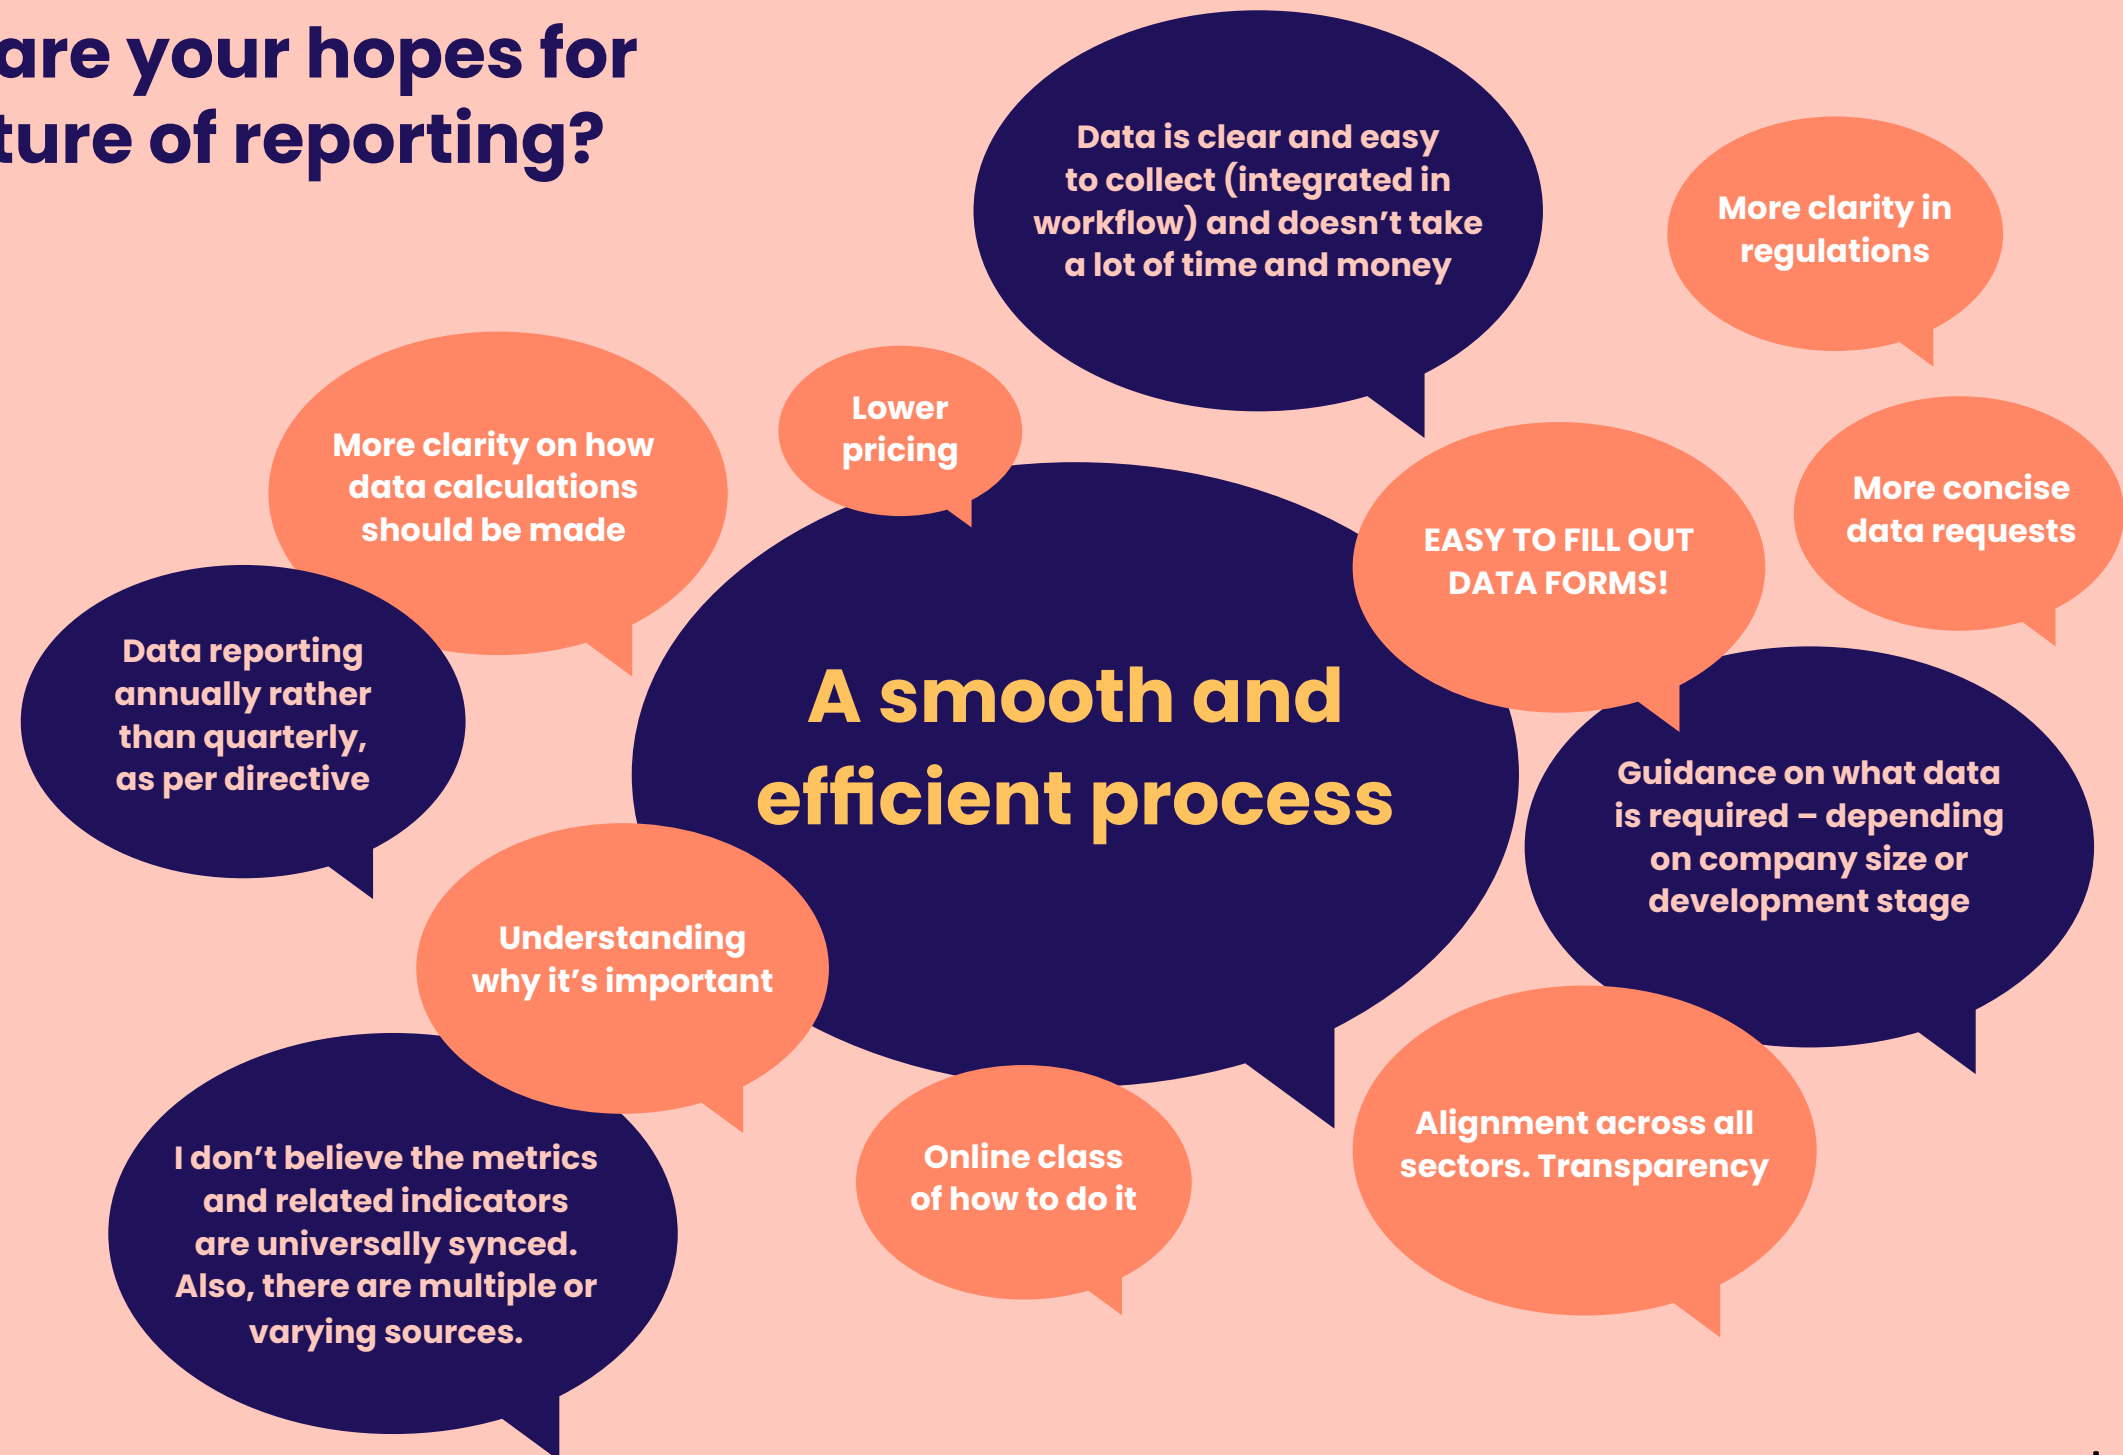 are your hopes for
ture of reporting?
Data is clear and easy
to collect (integrated in
workflow) and doesn’t take
a lot of time and money
More clarity in
regulations
Lower
pricing
More clarity on how
data calculations
should be made
EASY TO FILL OUT
DATA FORMS!
More concise
data requests
Data reporting
annually rather
than quarterly,
as per directive
A smooth and
efficient process
Guidance on what data
is required – depending
on company size or
development stage
Understanding
why it’s important
I don’t believe the metrics
and related indicators
are universally synced.
Also, there are multiple or
varying sources.
Online class
of how to do it
Alignment across all
sectors. Transparency